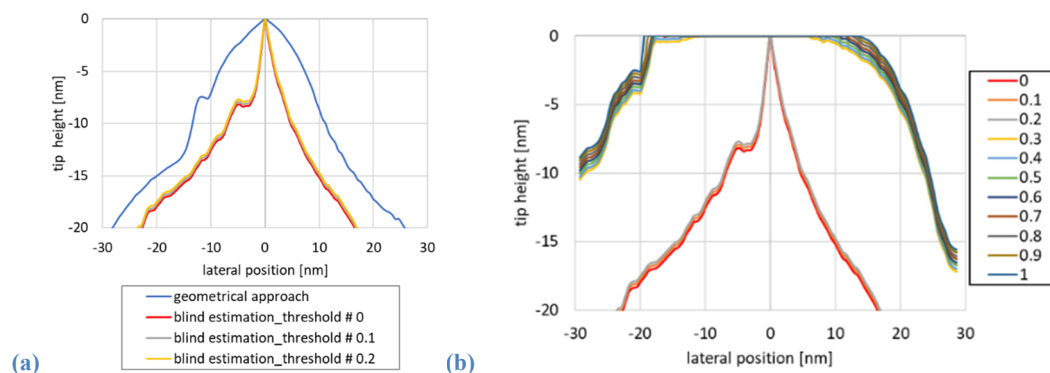 0
-5
-10
-15
-20
tip height [nm]
-30 -20 -10 0 10 20 30
lateral position [nm]
geometrical approach
blind estimation_threshold # 0
blind estimation_threshold # 0.1
blind estimation_threshold # 0.2
(a)
0
-5
-10
-15
-20
tip height [nm]
-30 -20 -10 0 10 20 30
lateral position [nm]
0
0.1
0.2
0.3
0.4
0.5
0.6
0.7
0.8
0.9
1
(b)